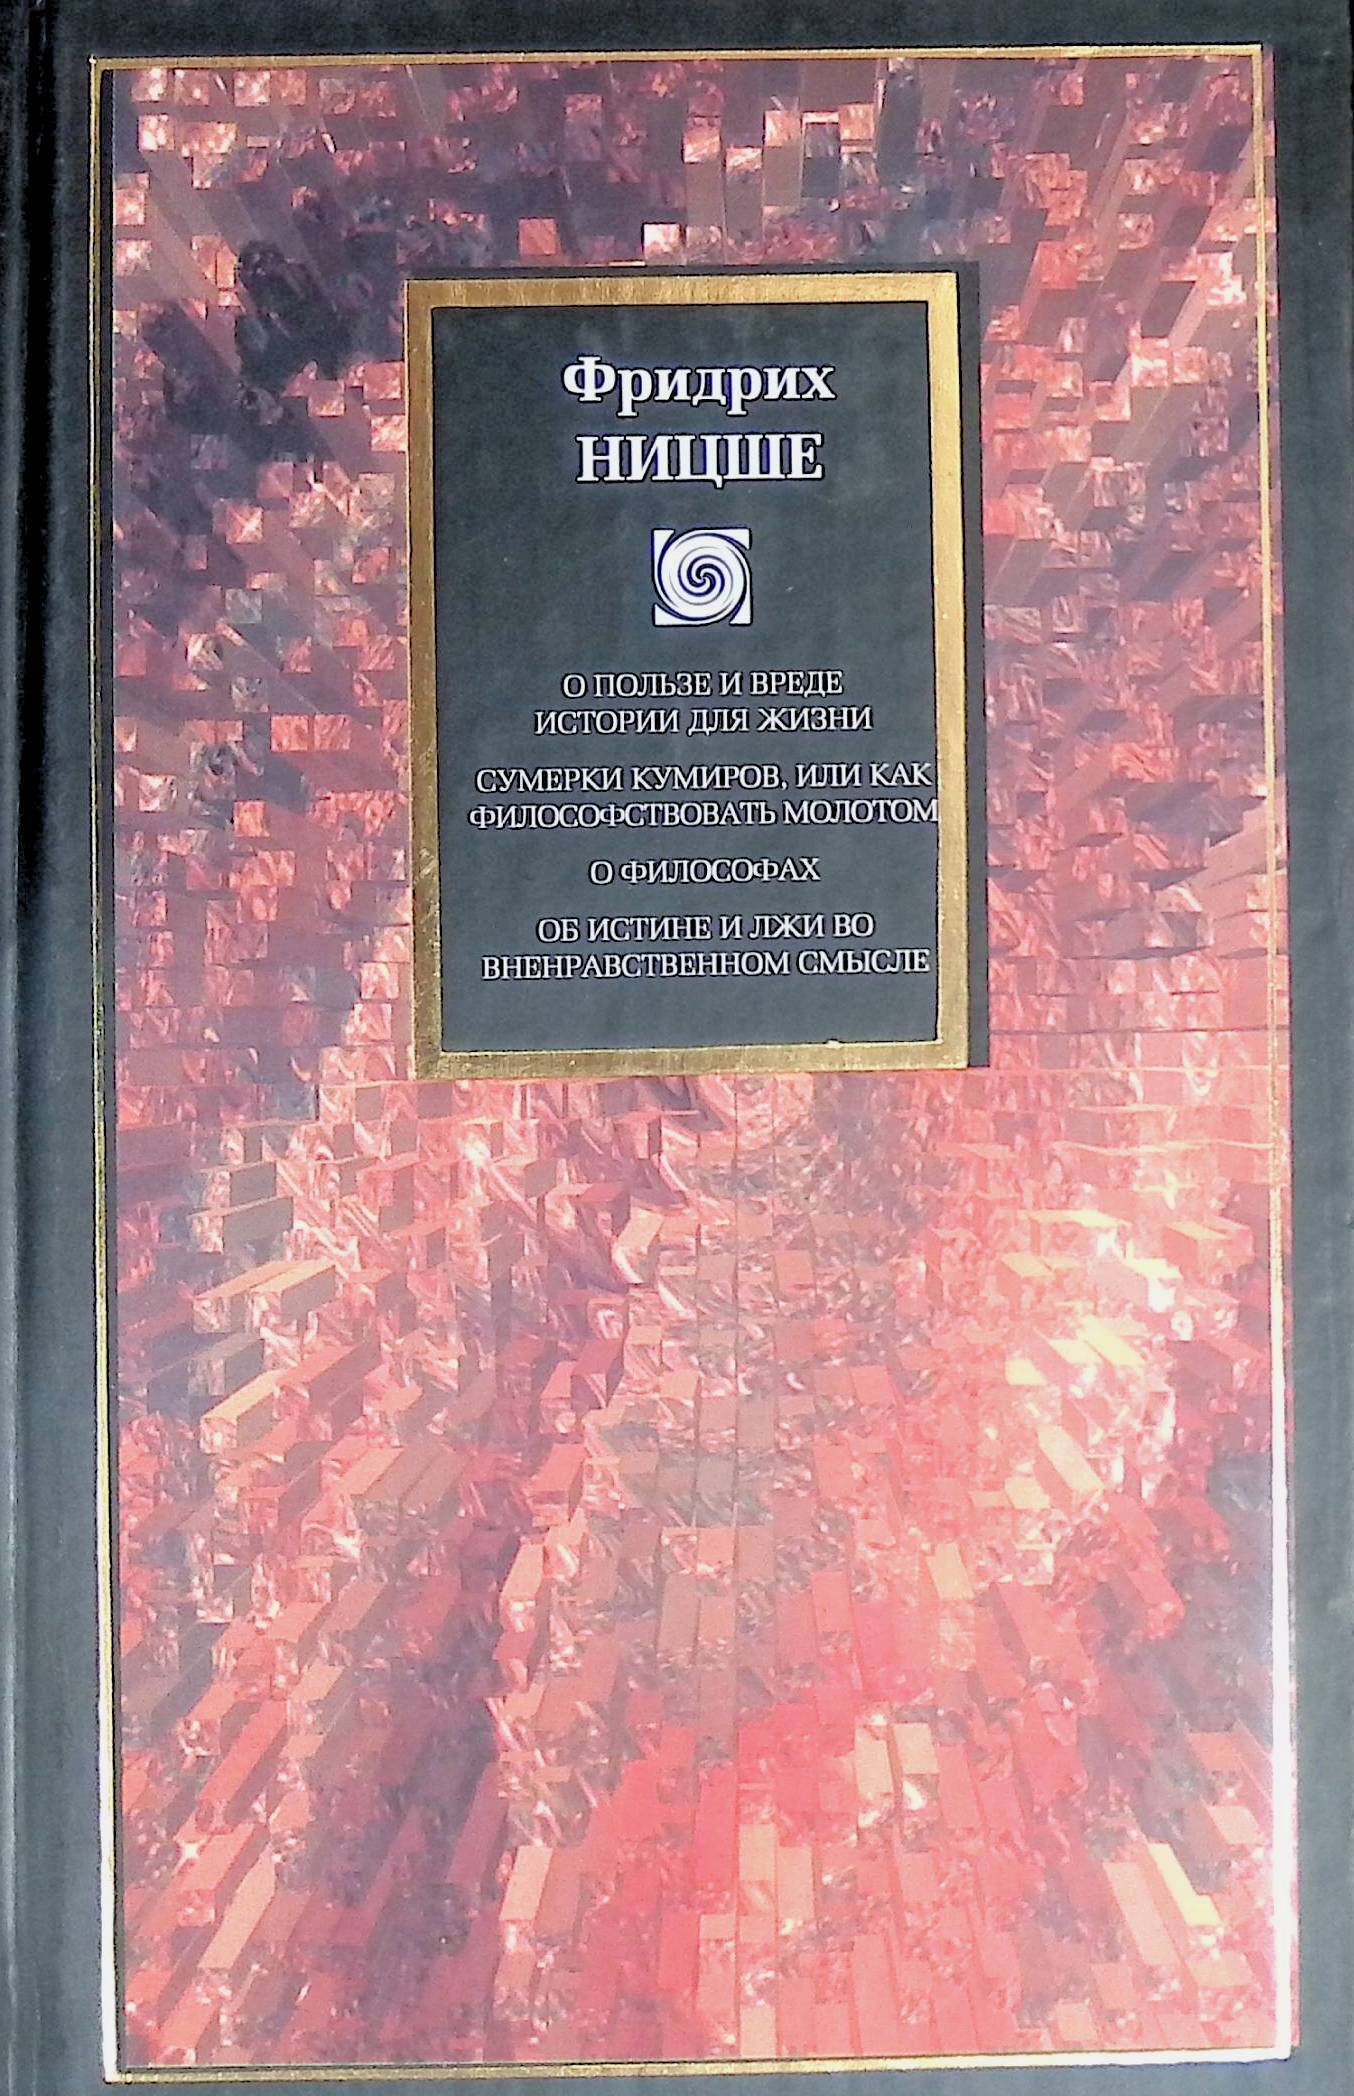 Фридрих
НИЦШЕ
О ПОЛЬЗЕ И ВРЕДЕ
ИСТОРИИ ДЛЯ ЖИЗНИ
СУМЕРКИ КУМИРОВ, ИЛИ КАК
ФИЛОСОФСТВОВАТЬ МОЛОТОМ
О ФИЛОСОФАХ
ОБ ИСТИНЕ И ЛЖИ ВО
ВНЕНРАВСТВЕННОМ СМЫСЛЕ